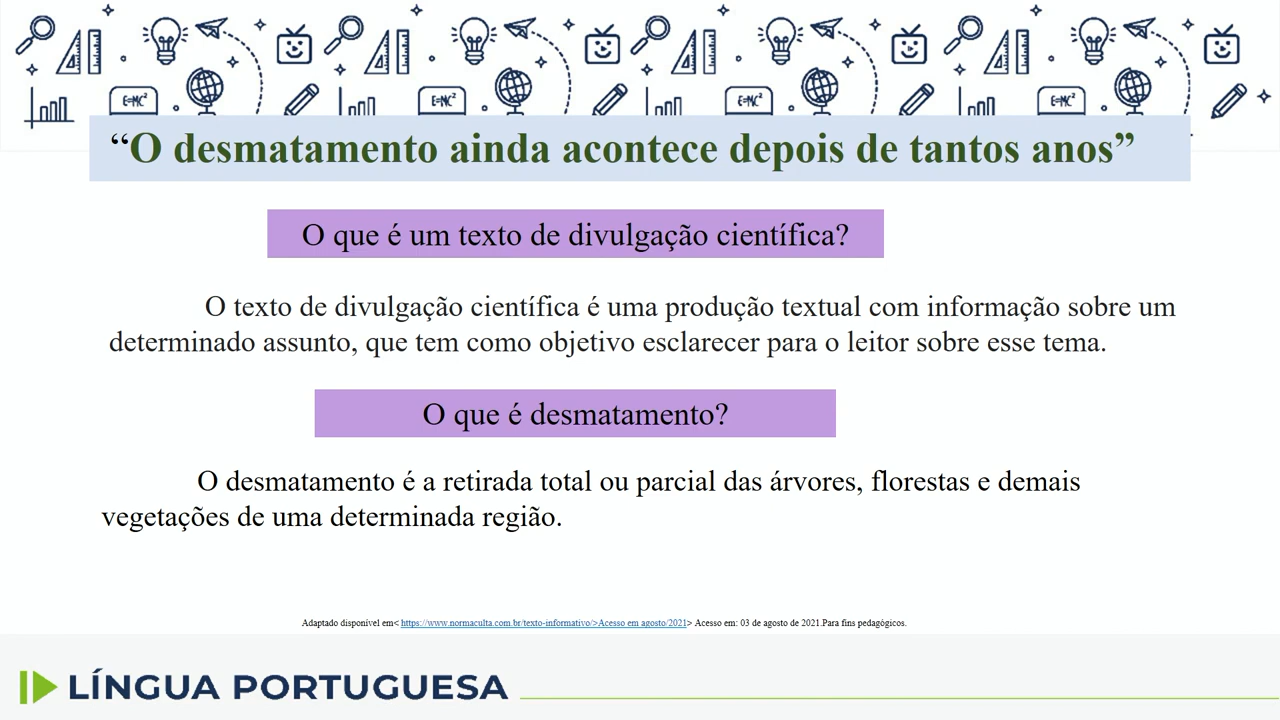 E=MC²
E=MC²
E=MC²
E=MC²
“O desmatamento ainda acontece depois de tantos anos”
O que é um texto de divulgação científica?
O texto de divulgação científica é uma produção textual com informação sobre um
determinado assunto, que tem como objetivo esclarecer para o leitor sobre esse tema.
O que é desmatamento?
O desmatamento é a retirada total ou parcial das árvores, florestas e demais
vegetações de uma determinada região.
Adaptado disponível em< https://www.normaculta.com.br/texto-informativo/>Acesso em agosto/2021> Acesso em: 03 de agosto de 2021.Para fins pedagógicos.
LÍNGUA PORTUGUESA